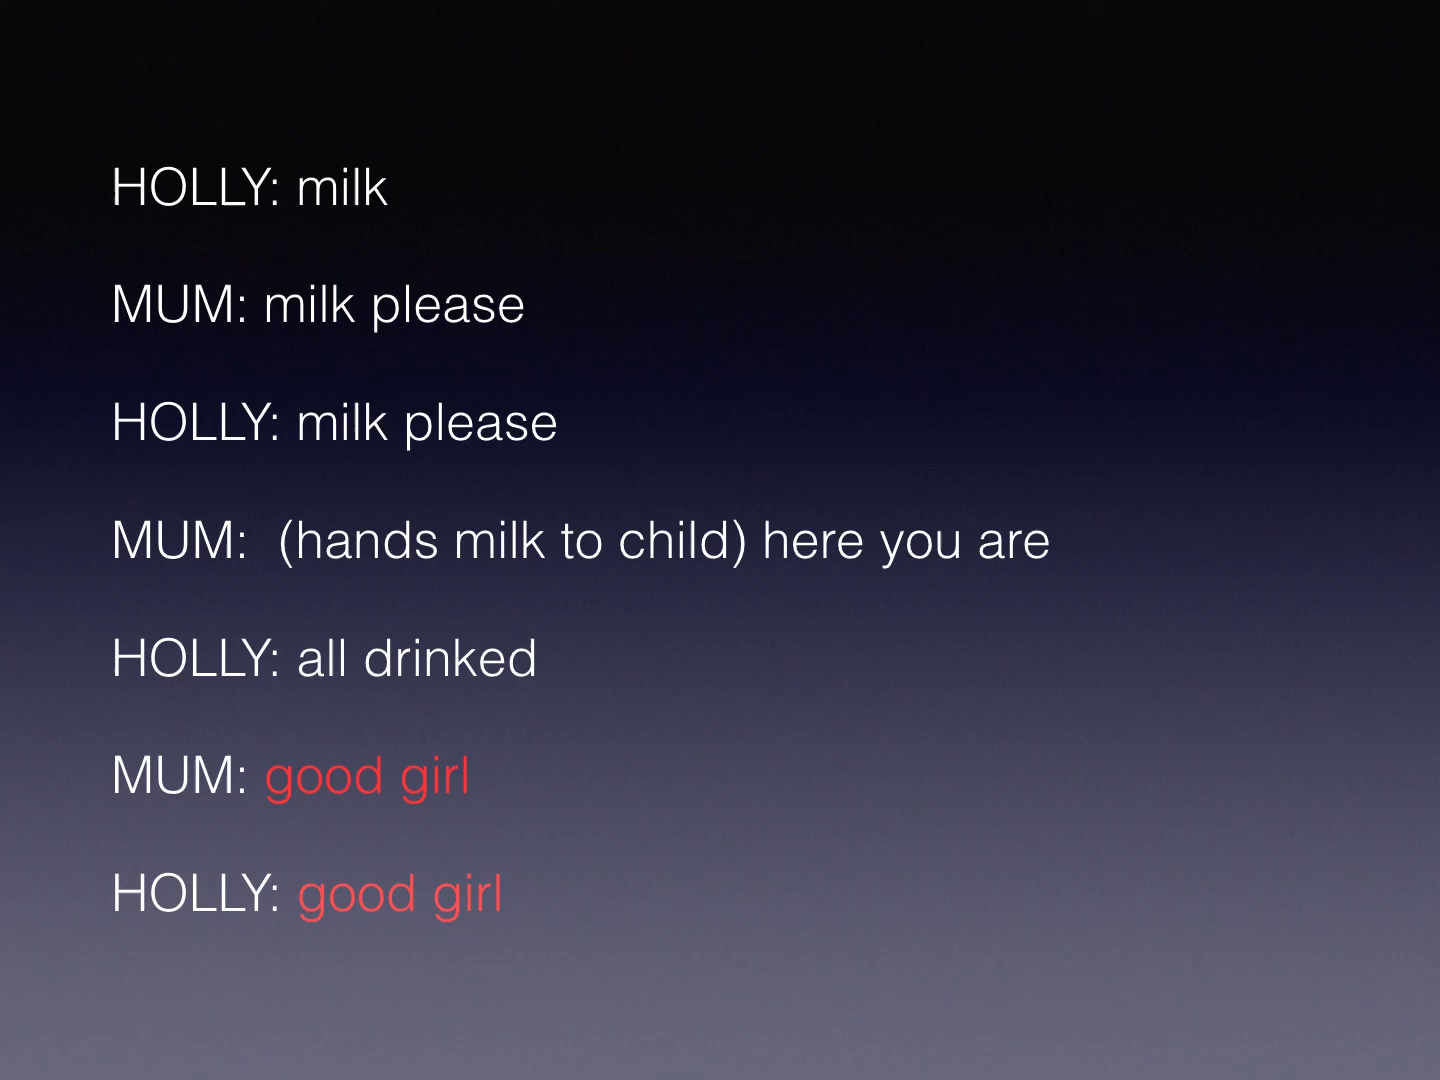 HOLLY: milk
MUM: milk please
HOLLY: milk please
MUM:  (hands milk to child) here you are
HOLLY: all drinked
MUM: good girl
HOLLY: good girl